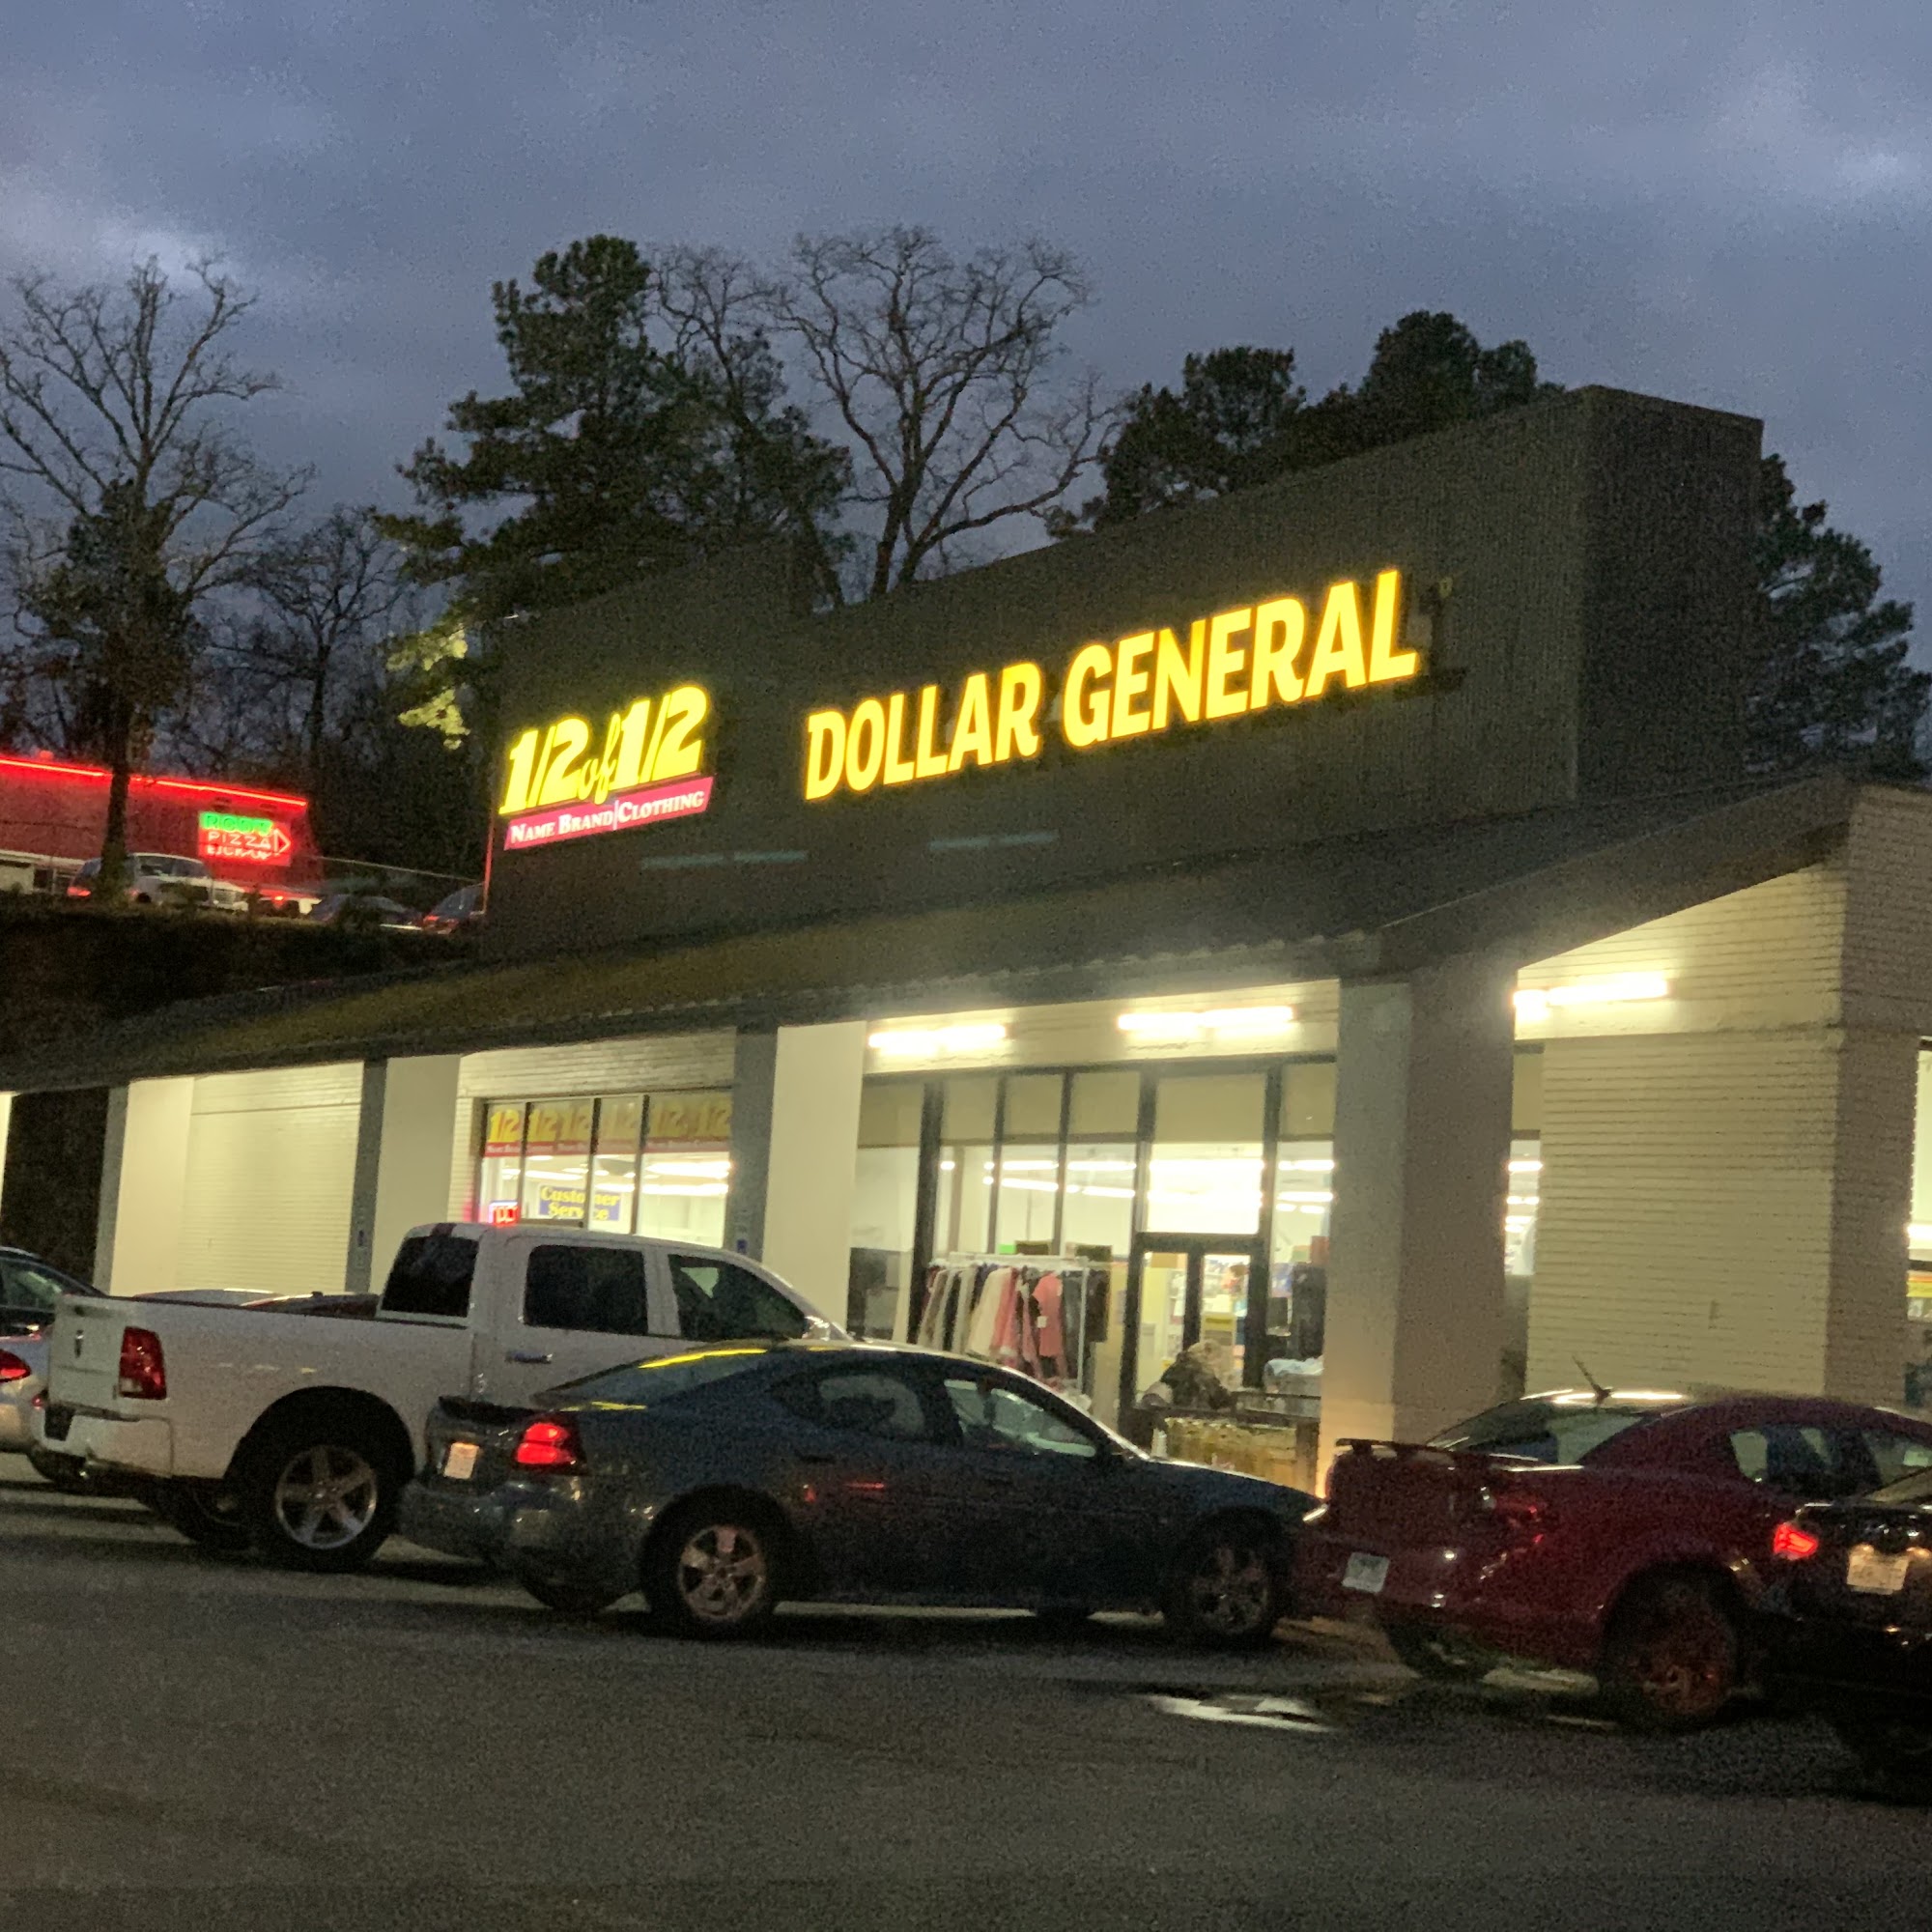 1/2 of 1/2
NAME BRAND CLOTHING
DOLLAR GENERAL
PIZZA
Customer
Service